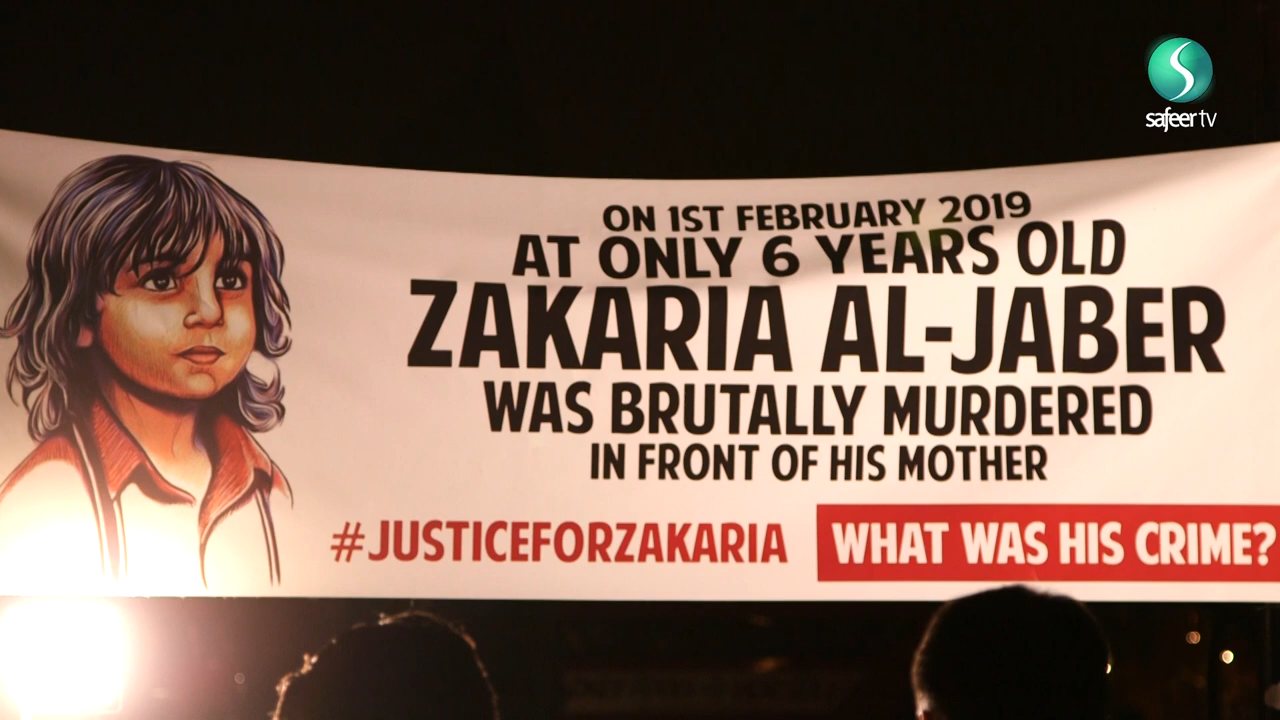 safeer tv
ON 1ST FEBRUARY 2019
AT ONLY 6 YEARS OLD
ZAKARIA AL-JABER
WAS BRUTALLY MURDERED
IN FRONT OF HIS MOTHER
#JUSTICEFORZAKARIA
WHAT WAS HIS CRIME?